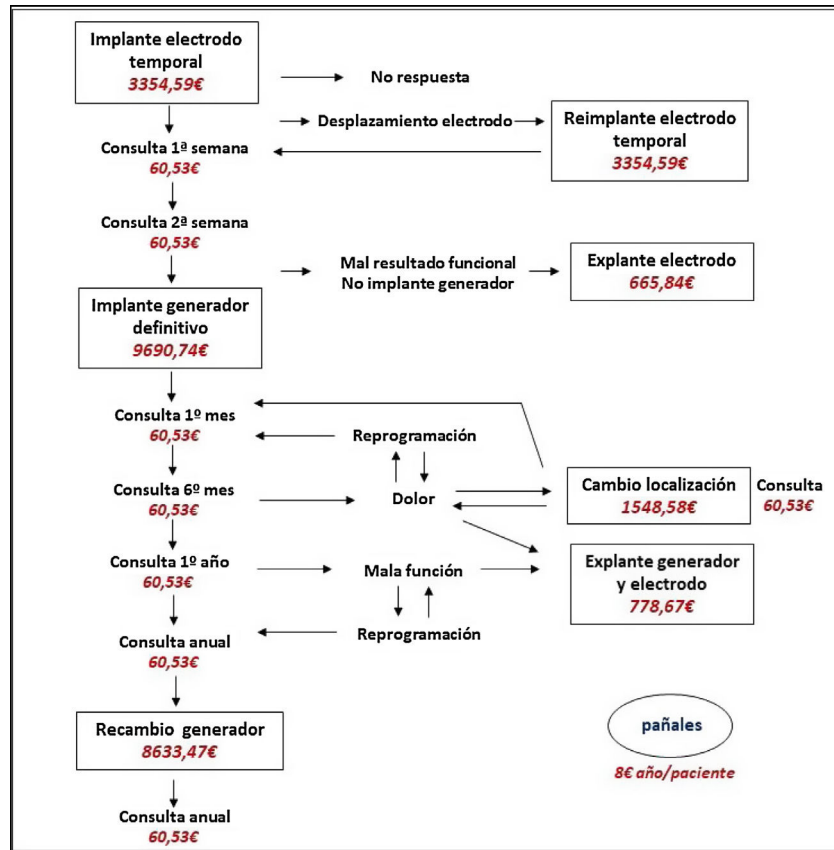 Implante electrodo
temporal
3354,59€
No respuesta
Desplazamiento electrodo
Reimplante electrodo
temporal
3354,59€
Consulta 1ª semana
60,53€
Consulta 2ª semana
60,53€
Mal resultado funcional
No implante generador
Explante electrodo
665,84€
Implante generador
definitivo
9690,74€
Consulta 1º mes
60,53€
Reprogramación
Consulta 6º mes
60,53€
Dolor
Cambio localización
1548,58€
Consulta
60,53€
Consulta 1º año
60,53€
Mala función
Explante generador
y electrodo
778,67€
Reprogramación
Consulta anual
60,53€
Recambio generador
8633,47€
pañales
8€ año/paciente
Consulta anual
60,53€